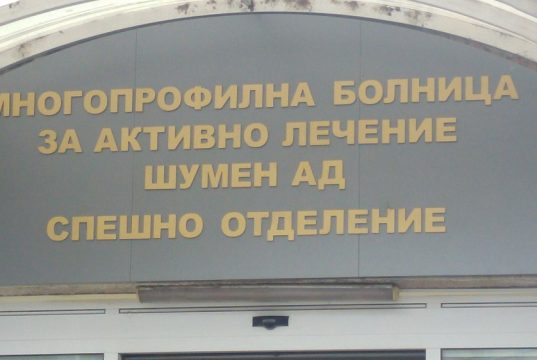 МНОГОПРОФИЛНА БОЛНИЦА
ЗА АКТИВНО ЛЕЧЕНИЕ
ШУМЕН АД
СПЕШНО ОТДЕЛЕНИЕ